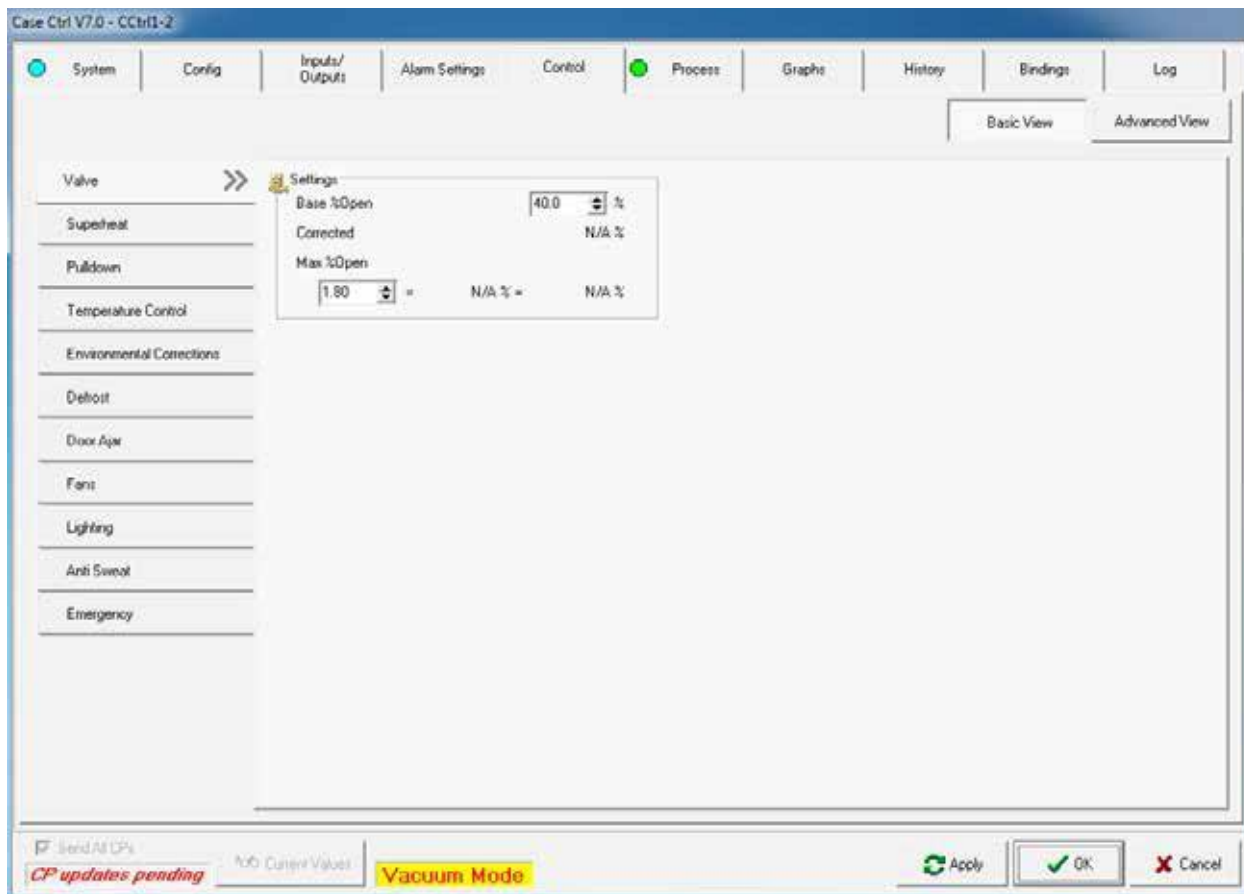 Case Ctrl V7.0 - CCtrl1-2
System
Config
Inputs/
Outputs
Alarm Settings
Control
Process
Graphs
History
Bindings
Log
Basic View
Advanced View
Valve
Superheat
Pulldown
Temperature Control
Environmental Corrections
Defrost
Door Ajar
Fans
Lighting
Anti Sweat
Emergency
Settings
Base %Open 40.0 %
Corrected N/A %
Max %Open
1.80 = N/A % = N/A %
Send All CPs
CP updates pending
Current Values
Vacuum Mode
Apply
OK
Cancel